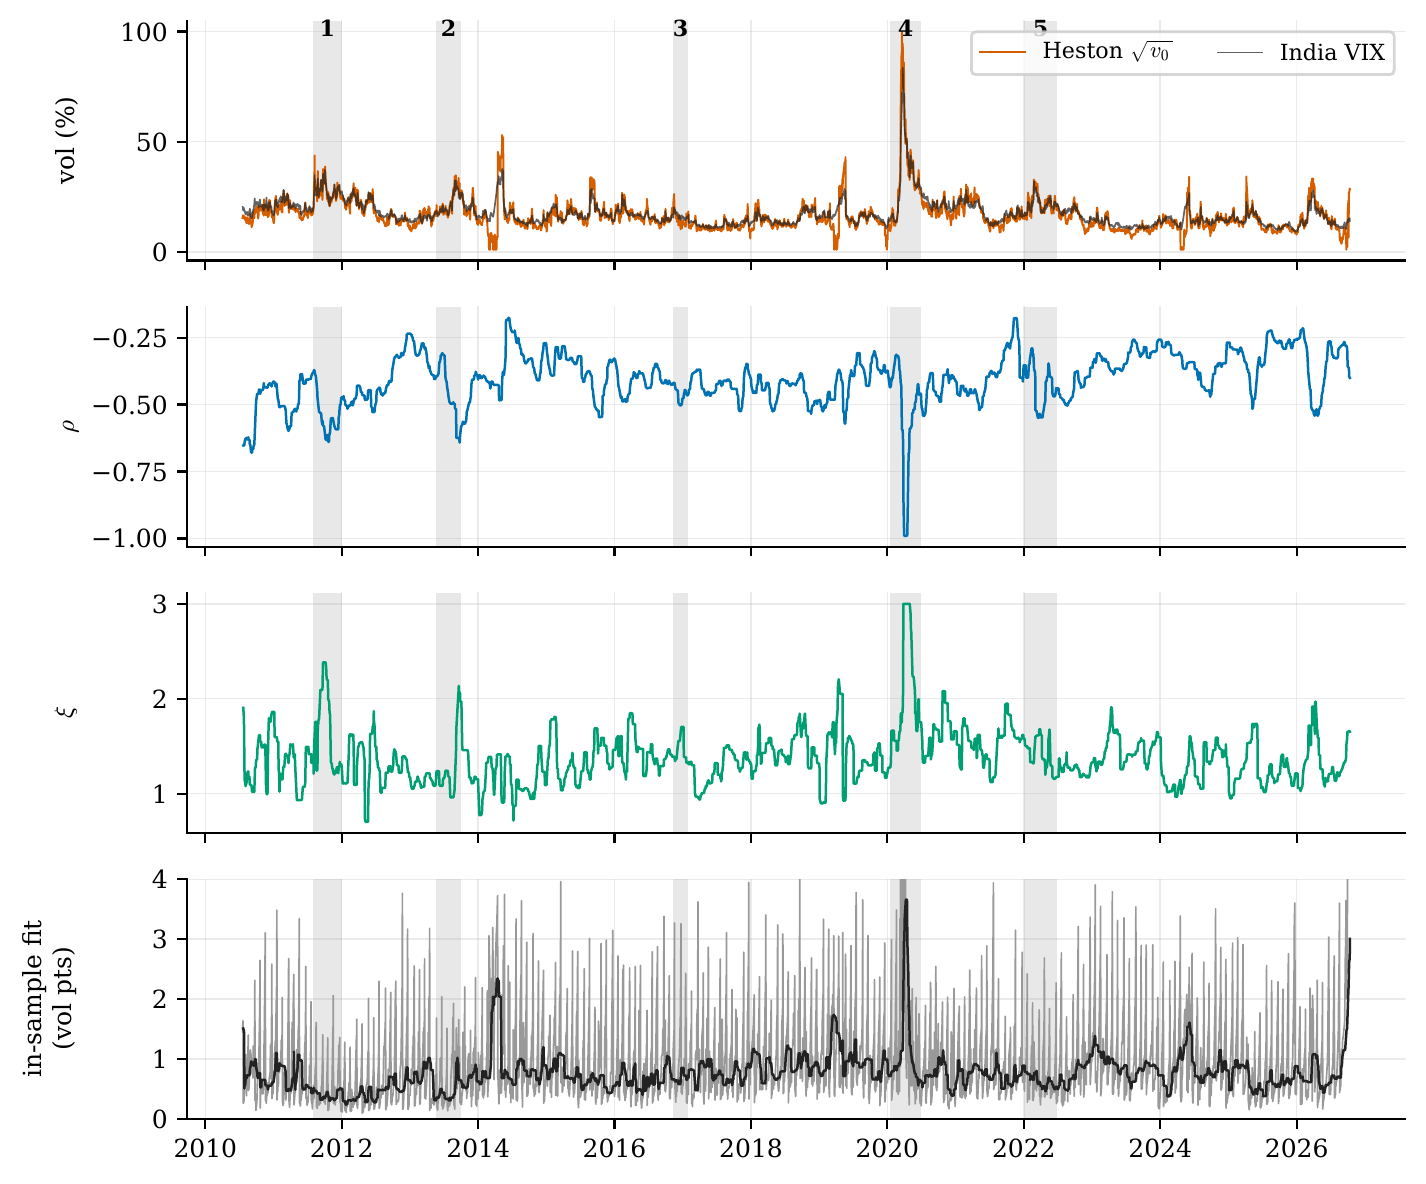 1 2 3 4 5
Heston √v₀ India VIX
vol (%)
100
50
0
ρ
−0.25
−0.50
−0.75
−1.00
ξ
3
2
1
in-sample fit
(vol pts)
4
3
2
1
0
2010 2012 2014 2016 2018 2020 2022 2024 2026